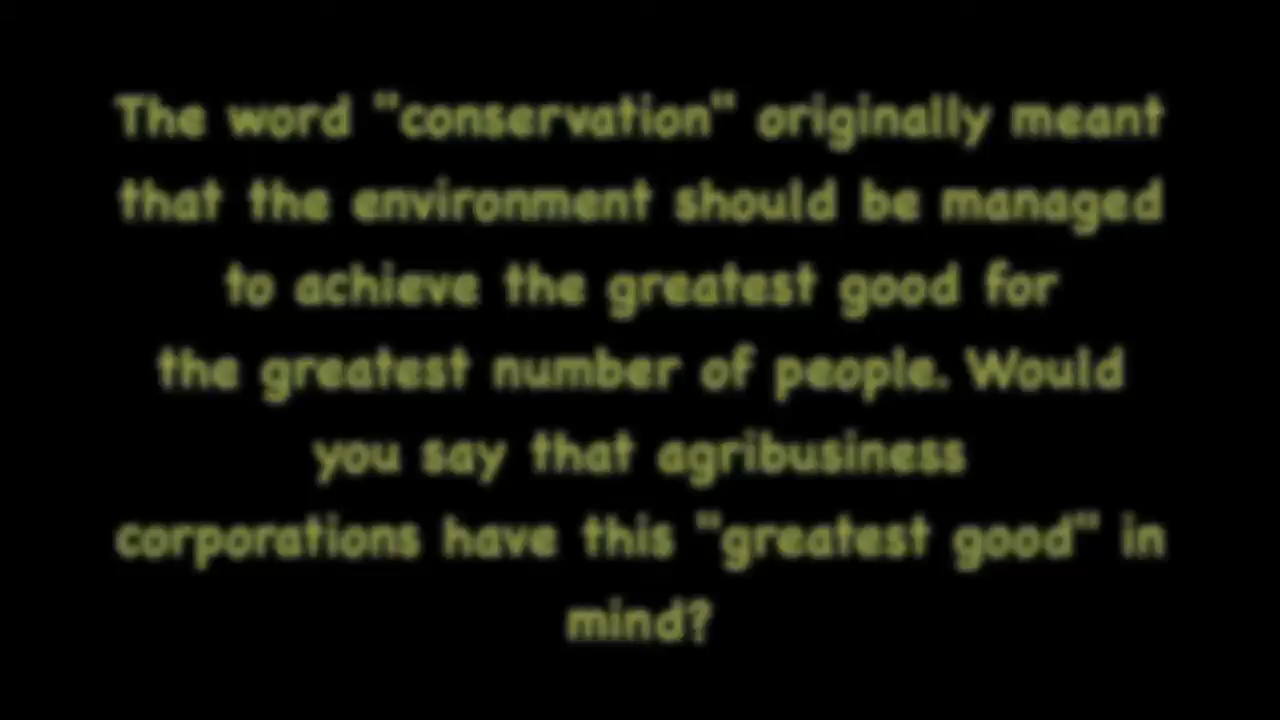 The word "conservation" originally meant
that the environment should be managed
to achieve the greatest good for
the greatest number of people. Would
you say that agribusiness
corporations have this "greatest good" in
mind?